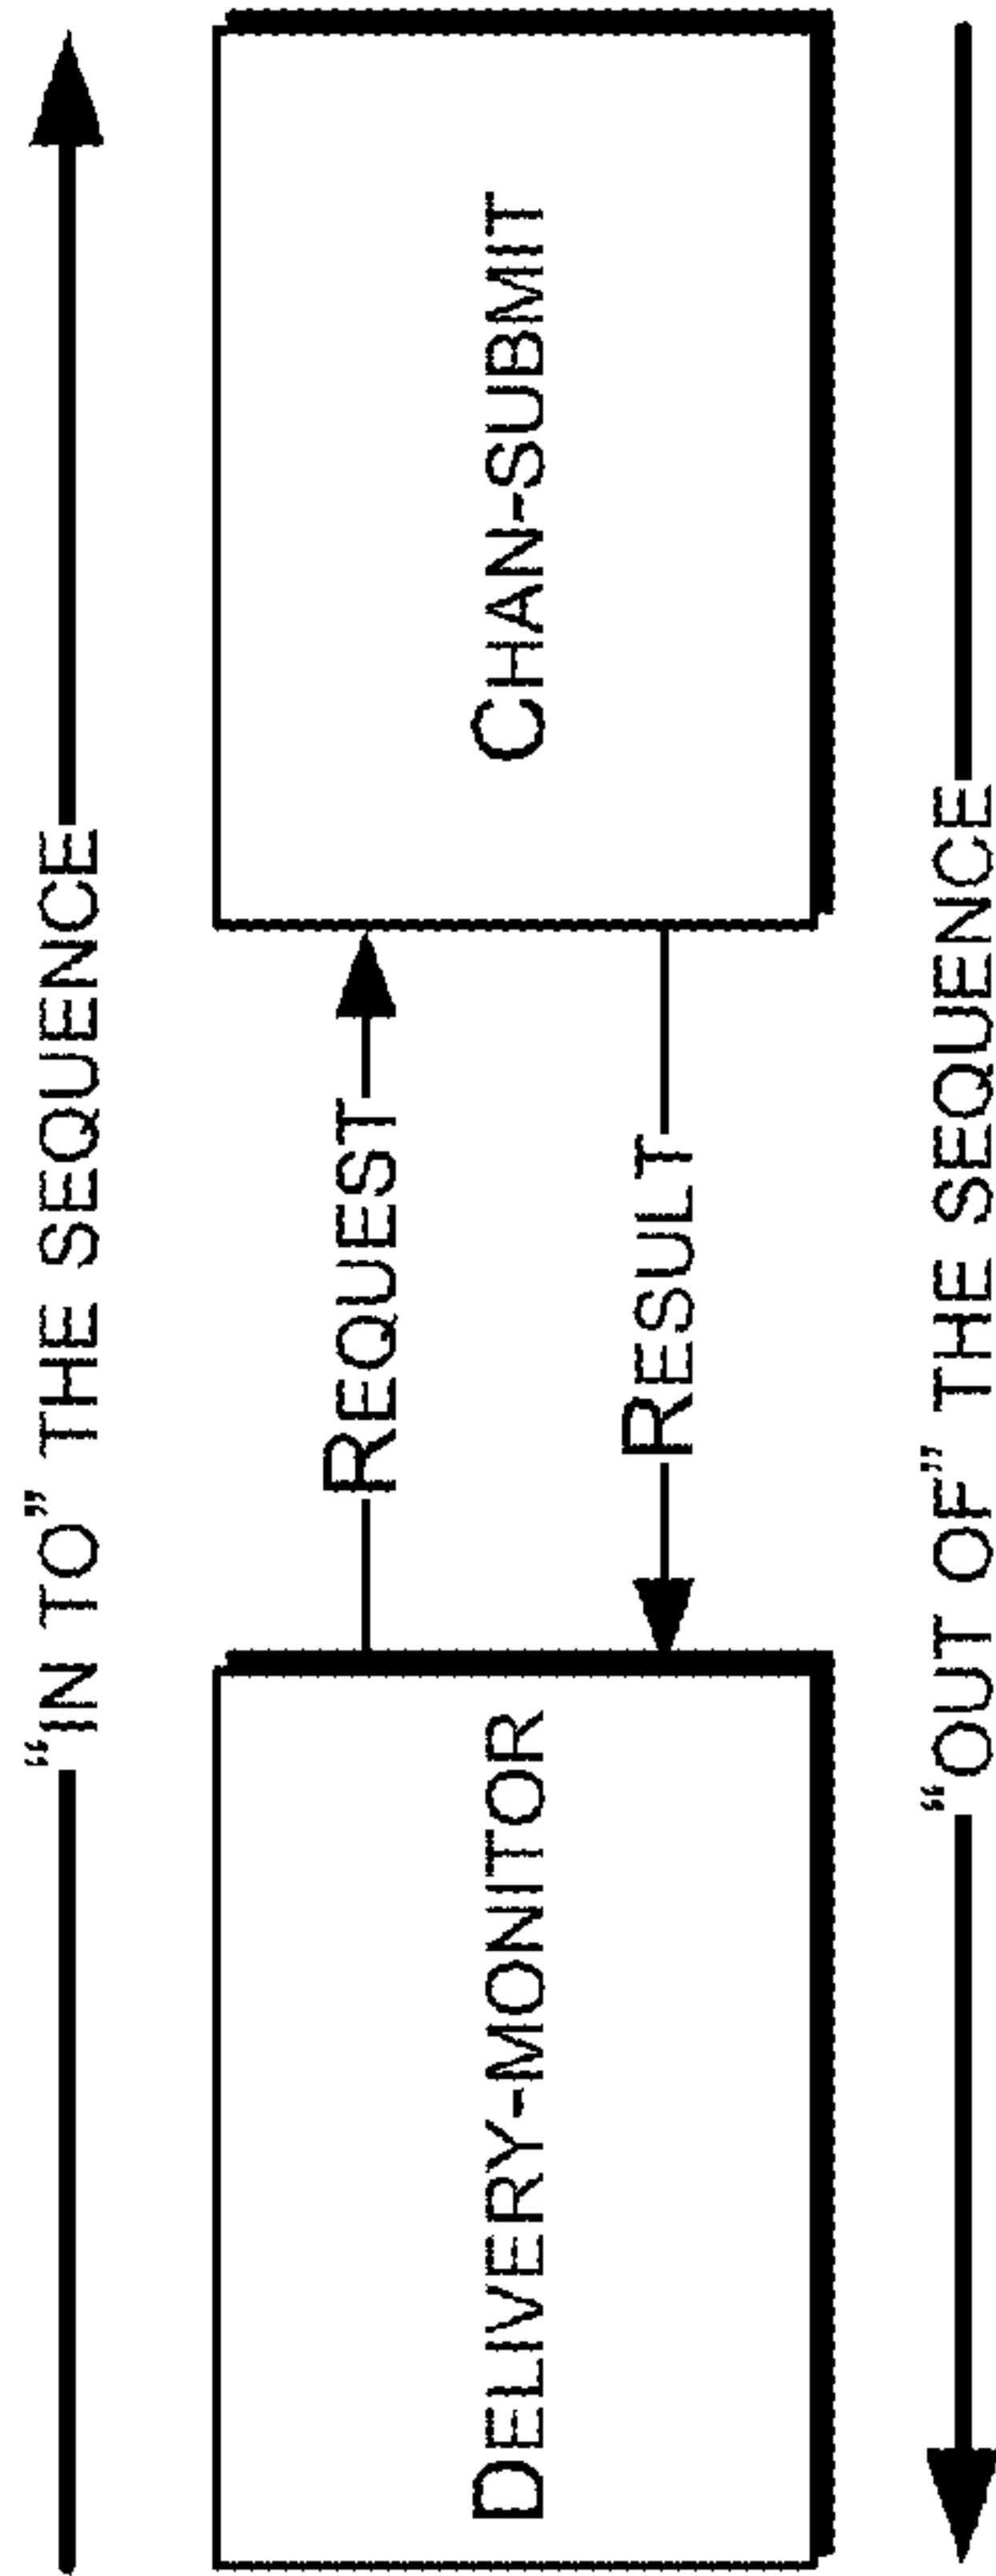 “IN TO” THE SEQUENCE
DELIVERY-MONITOR
REQUEST
RESULT
CHAN-SUBMIT
“OUT OF” THE SEQUENCE